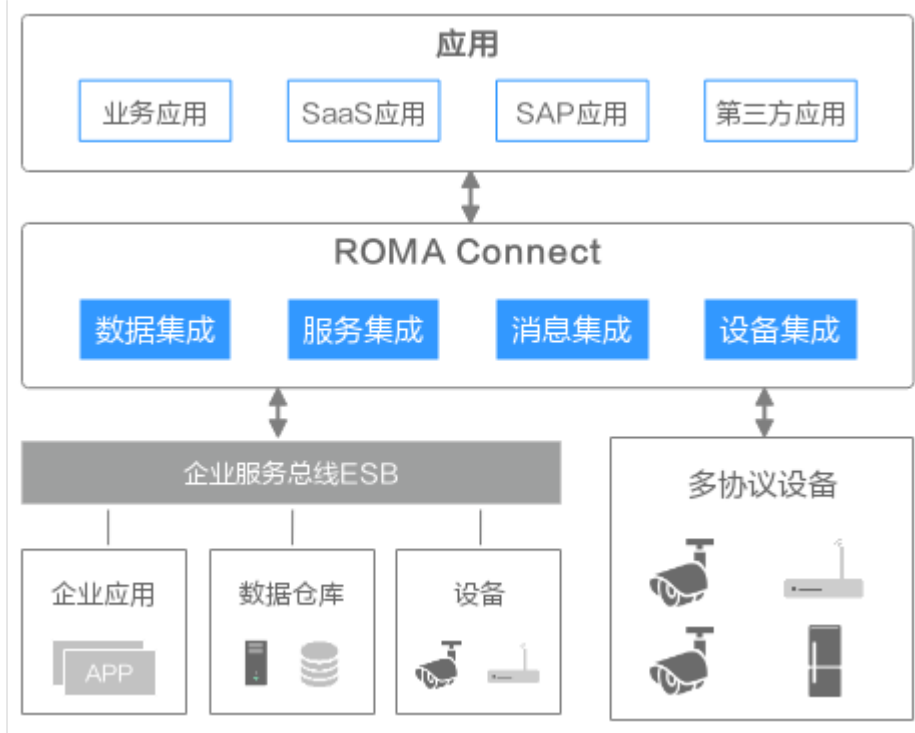 应用
业务应用
SaaS应用
SAP应用
第三方应用
ROMA Connect
数据集成
服务集成
消息集成
设备集成
企业服务总线ESB
多协议设备
企业应用
数据仓库
设备
APP